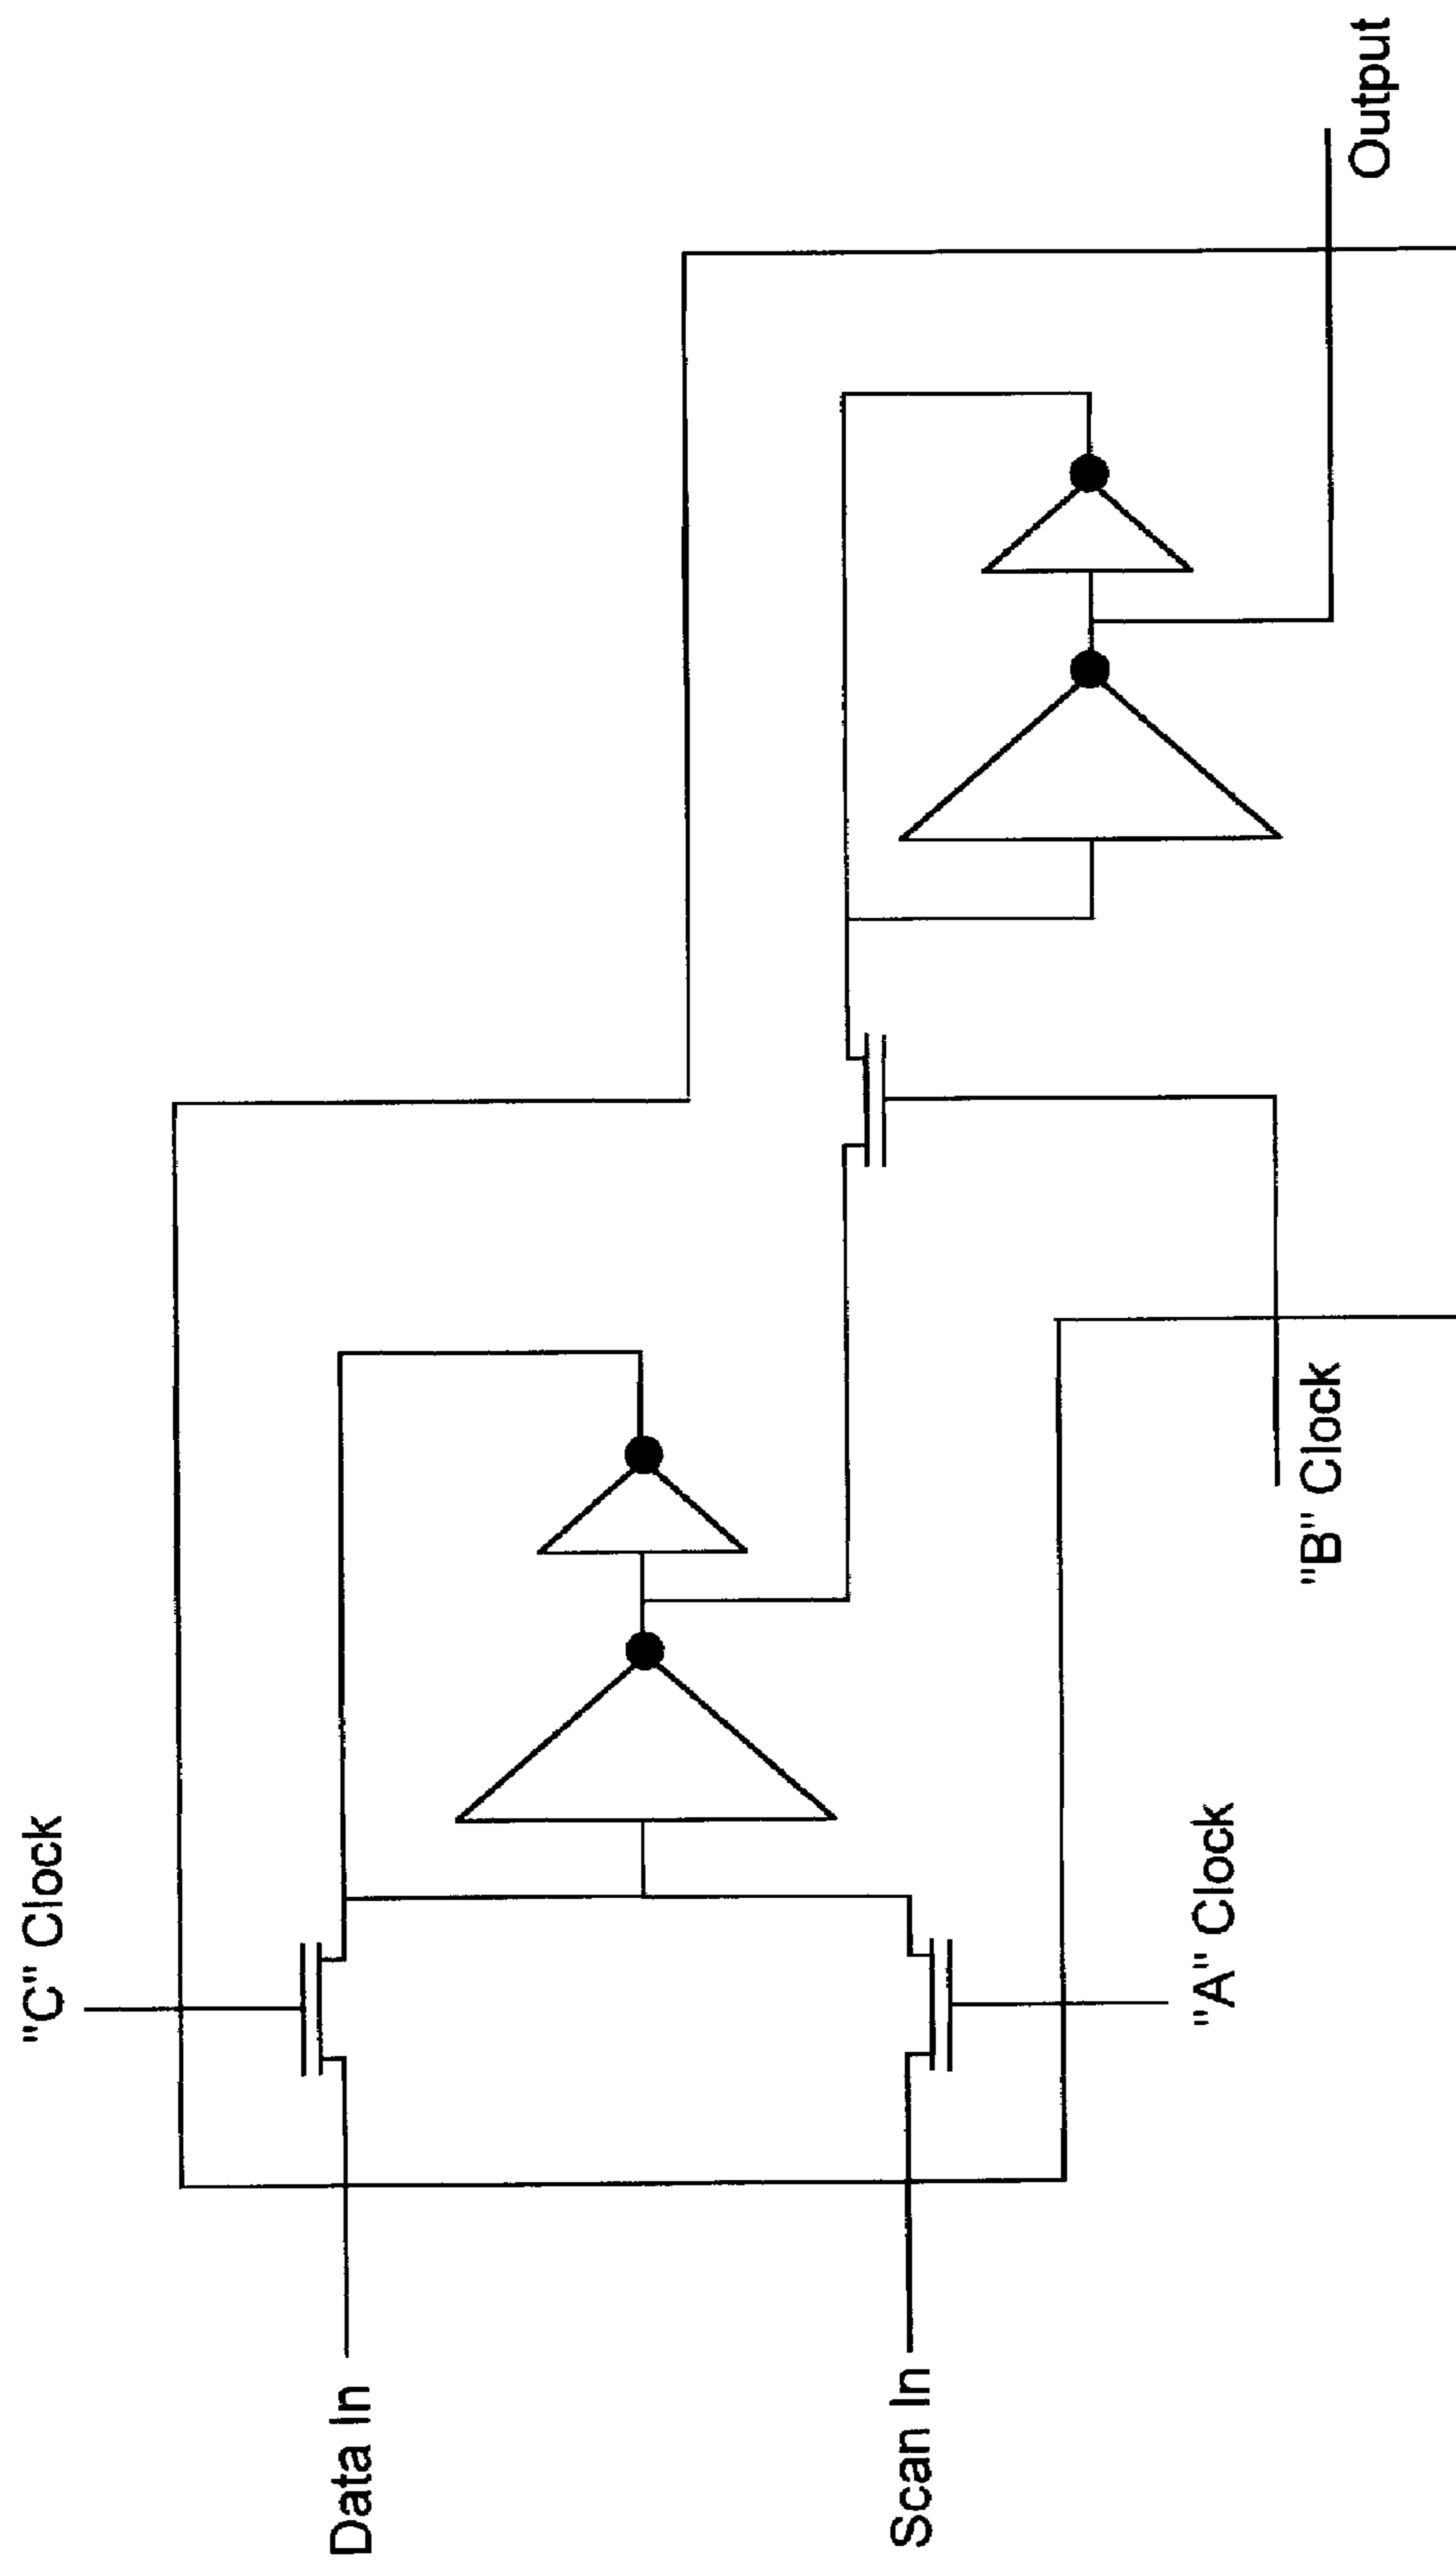 "C" Clock
Data In
Scan In
"A" Clock
"B" Clock
Output